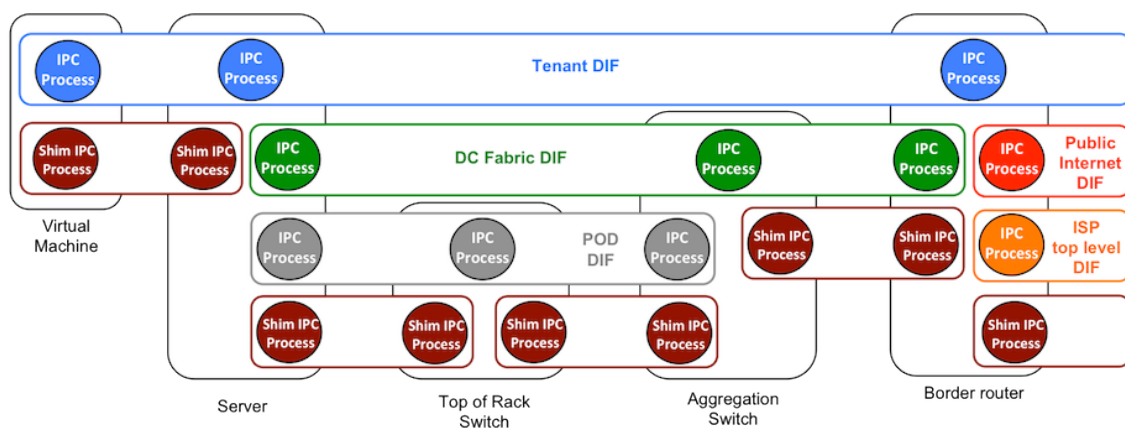 IPC
Process
IPC
Process
Tenant DIF
IPC
Process
Shim IPC
Process
Shim IPC
Process
IPC
Process
DC Fabric DIF
IPC
Process
IPC
Process
IPC
Process
Public
Internet
DIF
Virtual
Machine
IPC
Process
IPC
Process
POD
DIF
IPC
Process
Shim IPC
Process
Shim IPC
Process
IPC
Process
ISP
top level
DIF
Shim IPC
Process
Shim IPC
Process
Shim IPC
Process
Shim IPC
Process
Shim IPC
Process
Server
Top of Rack
Switch
Aggregation
Switch
Border router